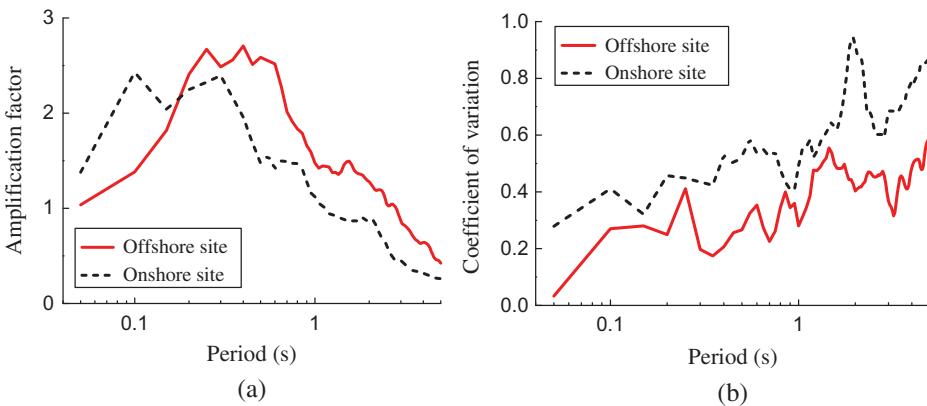 3
2
1
0
Amplification factor
Offshore site
Onshore site
0.1
1
Period (s)
(a)
1.0
0.8
0.6
0.4
0.2
0.0
Coefficient of variation
Offshore site
Onshore site
0.1
1
Period (s)
(b)